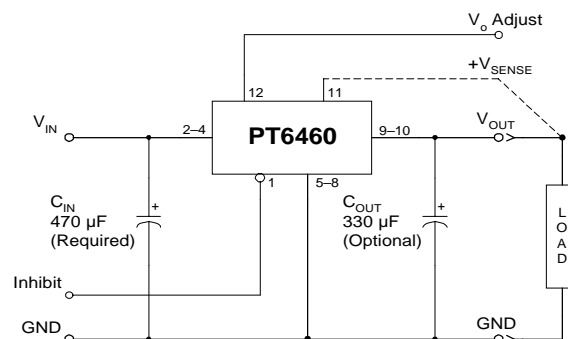 Vo Adjust
+VSENSE
12
11
VIN
2–4
PT6460
9–10
VOUT
1
5–8
CIN
470 µF
(Required)
+
COUT
330 µF
(Optional)
+
LOAD
Inhibit
GND
GND